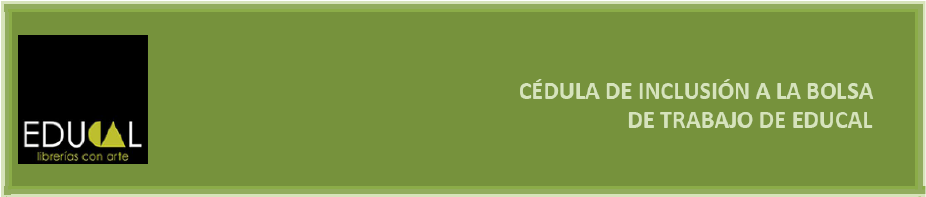 CÉDULA DE INCLUSIÓN A LA BOLSA
DE TRABAJO DE EDUCAL
EDUCAL
librerías con arte